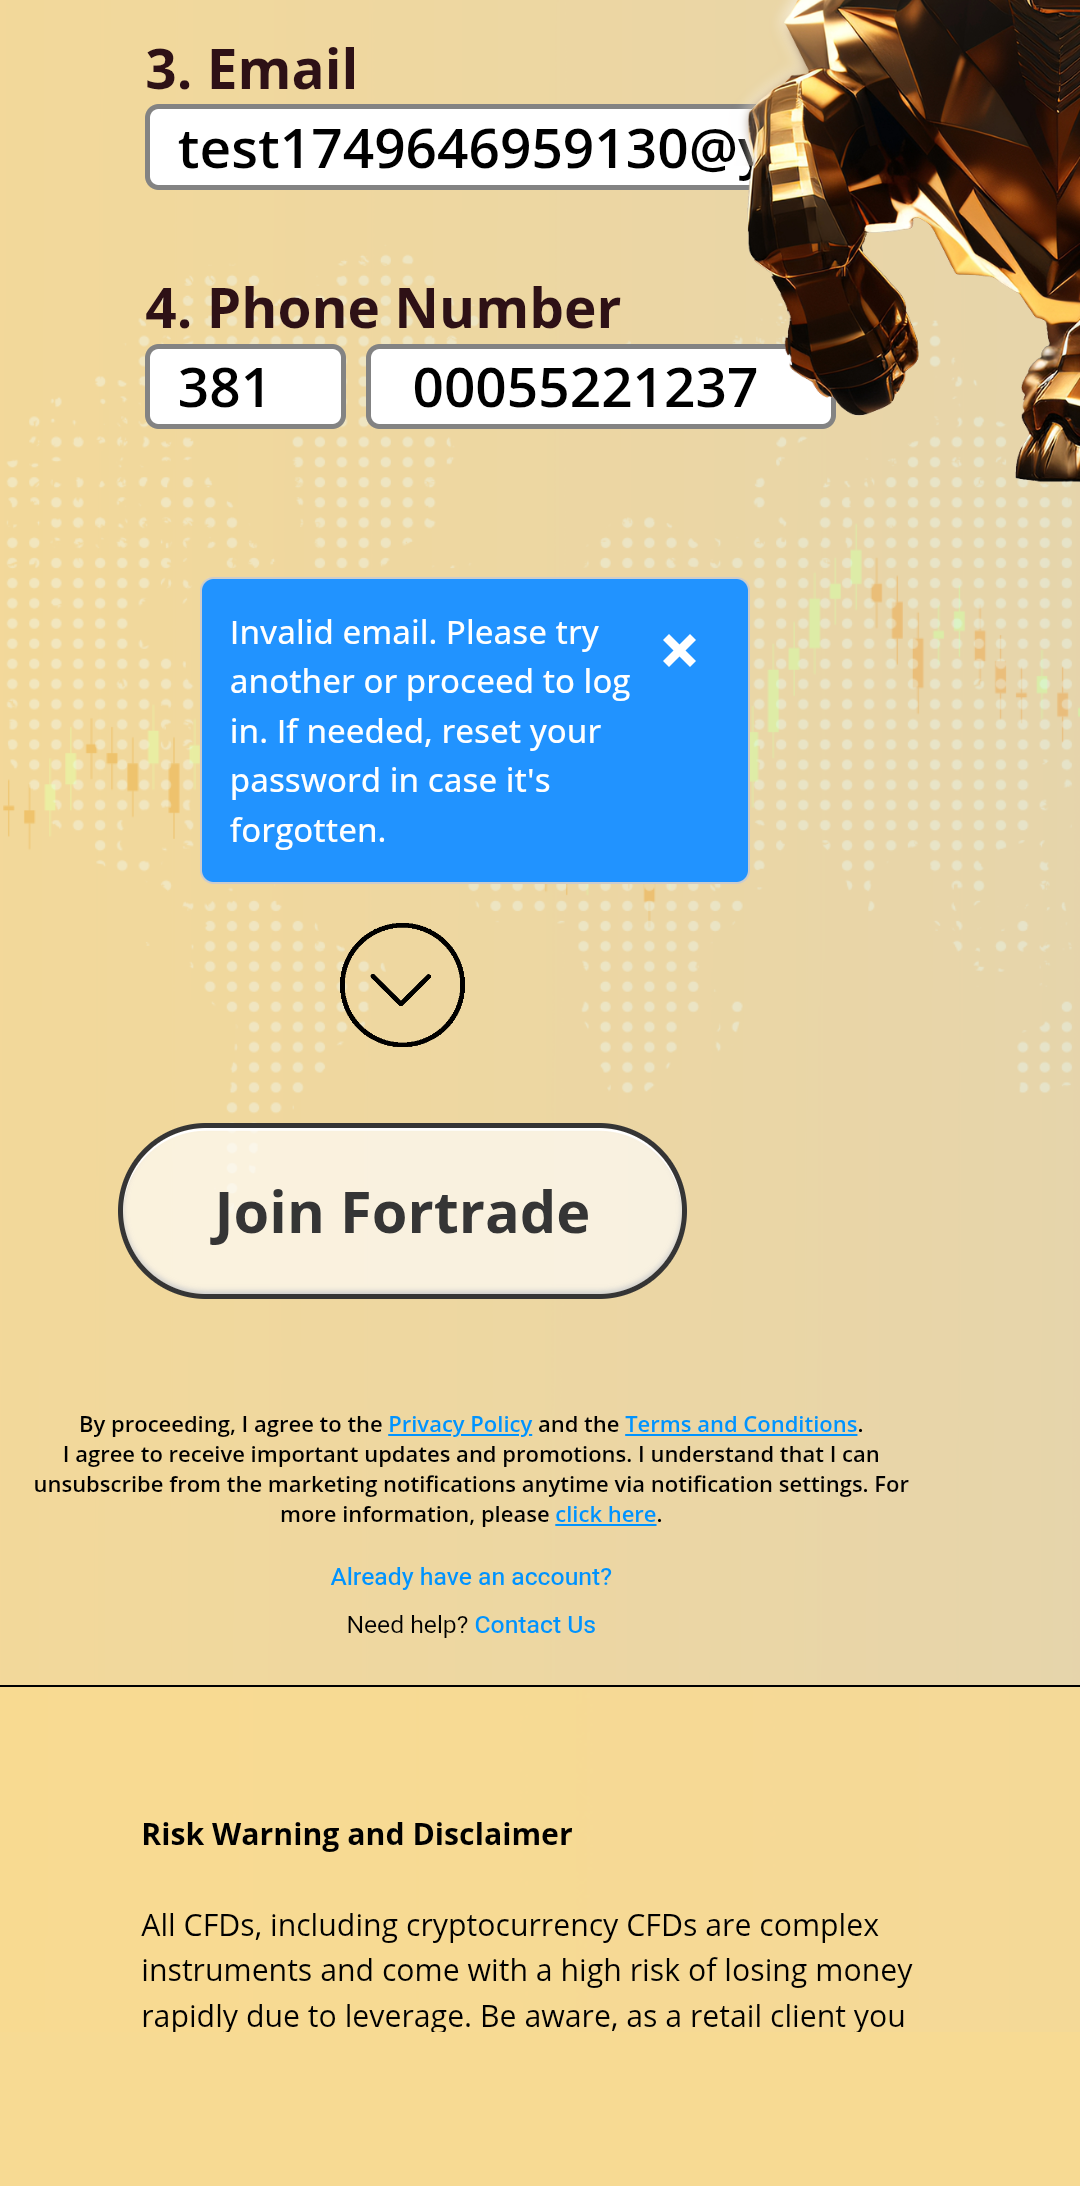 3. Email
test1749646959130@
4. Phone Number
381 00055221237
Invalid email. Please try
another or proceed to log
in. If needed, reset your
password in case it's
forgotten.
Join Fortrade
By proceeding, I agree to the Privacy Policy and the Terms and Conditions.
I agree to receive important updates and promotions. I understand that I can
unsubscribe from the marketing notifications anytime via notification settings. For
more information, please click here.
Already have an account?
Need help? Contact Us
Risk Warning and Disclaimer
All CFDs, including cryptocurrency CFDs are complex
instruments and come with a high risk of losing money
rapidly due to leverage. Be aware, as a retail client you